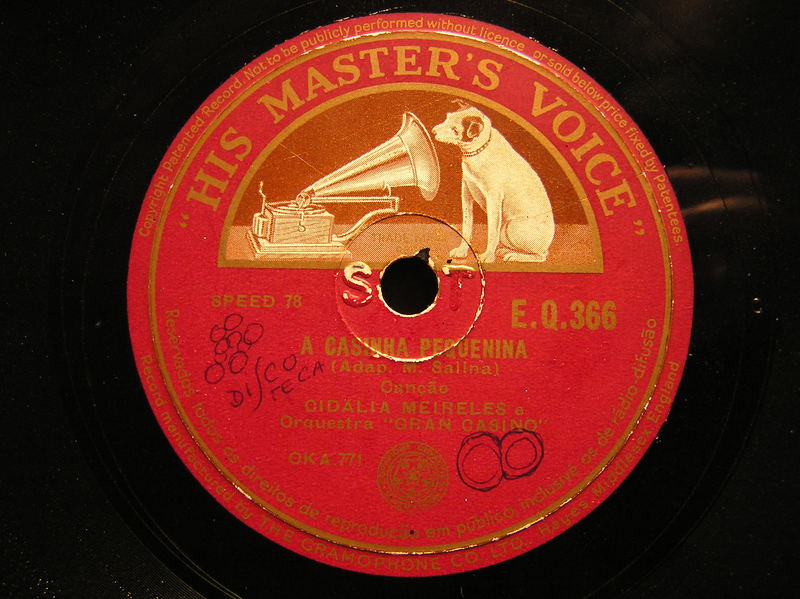 Copyright Patented Record. Not to be publicly performed without licence, or sold below price fixed by Patentees.
"HIS MASTER'S VOICE"
TRADE
S T
SPEED 78
E.Q.366
A CASINHA PEQUENINA
(Adap. M. Salina)
Canção
CIDÁLIA MEIRELES e
Orquestra "GRAN CASINO"
OKA.771
DISCO
TECA
Reservados todos os direitos de reprodução em público, inclusivé os de rádio-difusão
Record manufactured by THE GRAMOPHONE CO. LTD. Hayes Middlesex England